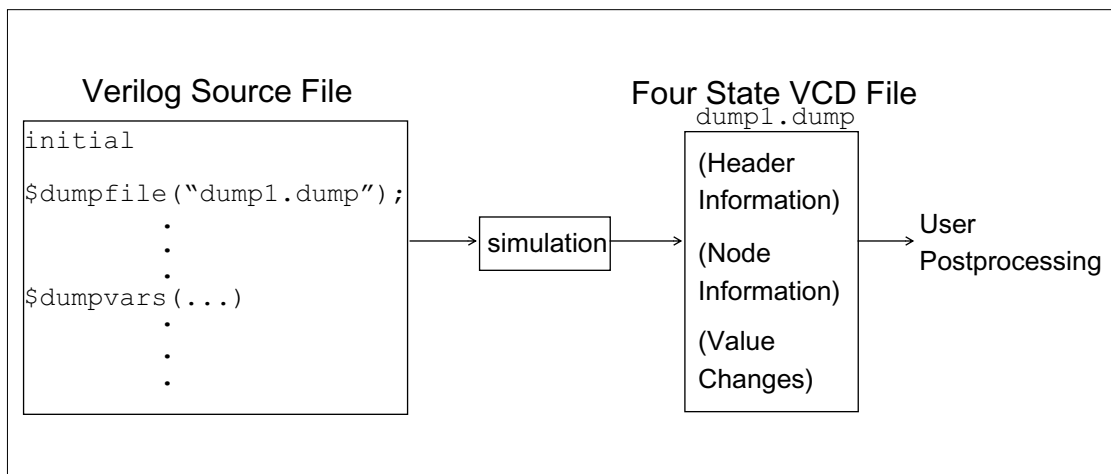 Verilog Source File
initial
$dumpfile(“dump1.dump”);
.
.
.
$dumpvars(...)
.
.
.
simulation
Four State VCD File
dump1.dump
(Header
Information)
(Node
Information)
(Value
Changes)
User
Postprocessing